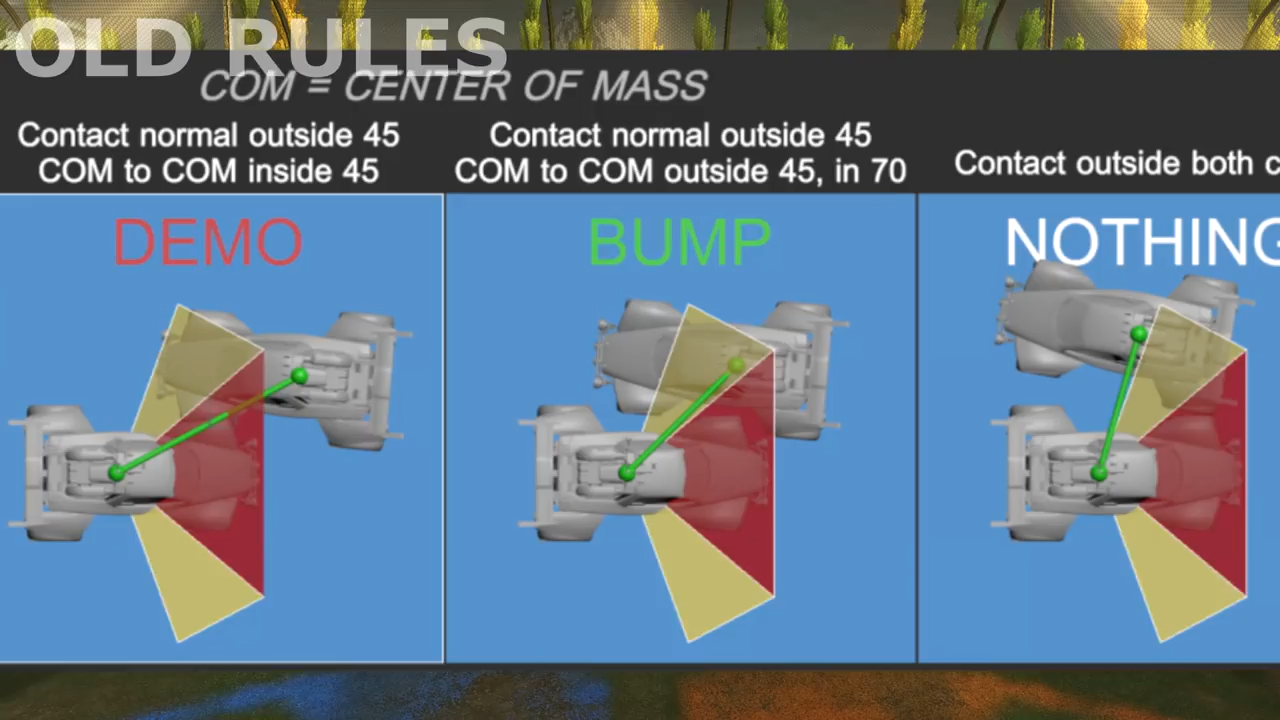 OLD RULES
COM = CENTER OF MASS
Contact normal outside 45
COM to COM inside 45
Contact normal outside 45
COM to COM outside 45, in 70
Contact outside both c
DEMO
BUMP
NOTHING